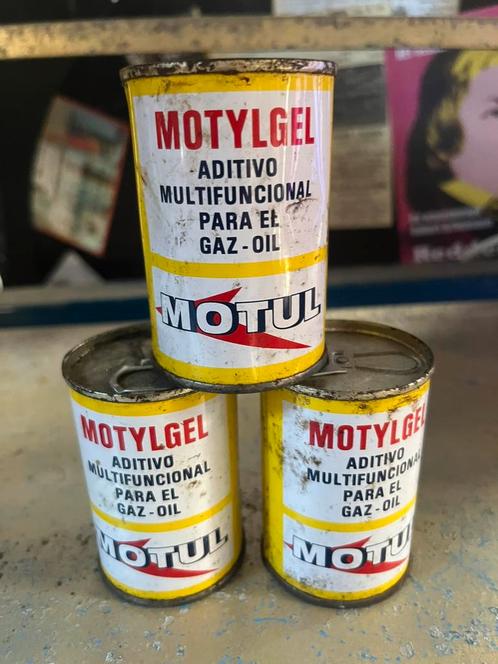 MOTYLGEL
ADITIVO
MULTIFUNCIONAL
PARA EL
GAZ-OIL
MOTUL
MOTYLGEL
ADITIVO
MULTIFUNCIONAL
PARA EL
GAZ-OIL
MOTUL
MOTYLGEL
ADITIVO
MULTIFUNCIONAL
PARA EL
GAZ-OIL
MOTUL